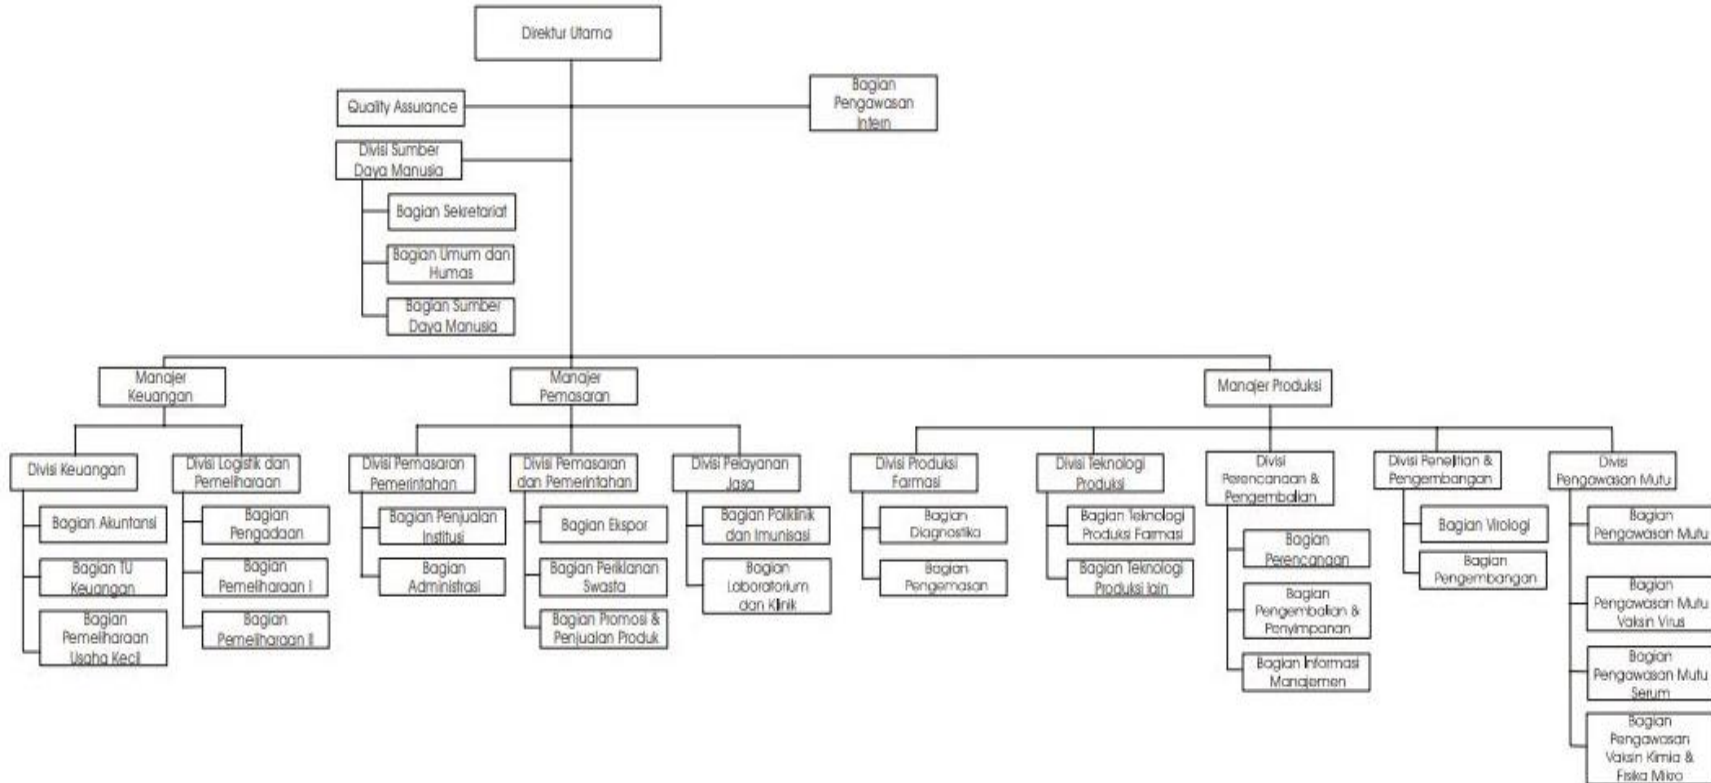 Direktur Utama
Quality Assurance
Bagian
Pengawasan
Intern
Divisi Sumber
Daya Manusia
Bagian Sekretariat
Bagian Umum dan
Humas
Bagian Sumber
Daya Manusia
Manajer
Keuangan
Manajer
Pemasaran
Manajer Produksi
Divisi Keuangan
Bagian Akuntansi
Bagian TU
Keuangan
Bagian
Pemeliharaan
Usaha Kecil
Divisi Logistik dan
Pemeliharaan
Bagian
Pengadaan
Bagian
Pemeliharaan I
Bagian
Pemeliharaan II
Divisi Pemasaran
Pemerintahan
Bagian Penjualan
Institusi
Bagian
Administrasi
Divisi Pemasaran
dan Pemerintahan
Bagian Ekspor
Bagian Periklanan
Swasta
Bagian Promosi &
Penjualan Produk
Divisi Pelayanan
Jasa
Bagian Poliklinik
dan Imunisasi
Bagian
Laboratorium
dan Klinik
Divisi Produksi
Farmasi
Bagian
Diagnostika
Bagian
Pengemasan
Divisi Teknologi
Produksi
Bagian Teknologi
Produksi Farmasi
Bagian Teknologi
Produksi lain
Divisi
Perencanaan &
Pengembalian
Bagian
Perencanaan
Bagian
Pengembalian &
Penyimpanan
Bagian Informasi
Manajemen
Divisi Penelitian &
Pengembangan
Bagian Virologi
Bagian
Pengembangan
Divisi
Pengawasan Mutu
Bagian
Pengawasan Mutu
Bagian
Pengawasan Mutu
Vaksin Virus
Bagian
Pengawasan Mutu
Serum
Bagian
Pengawasan
Vaksin Kimia &
Fisika Mikro